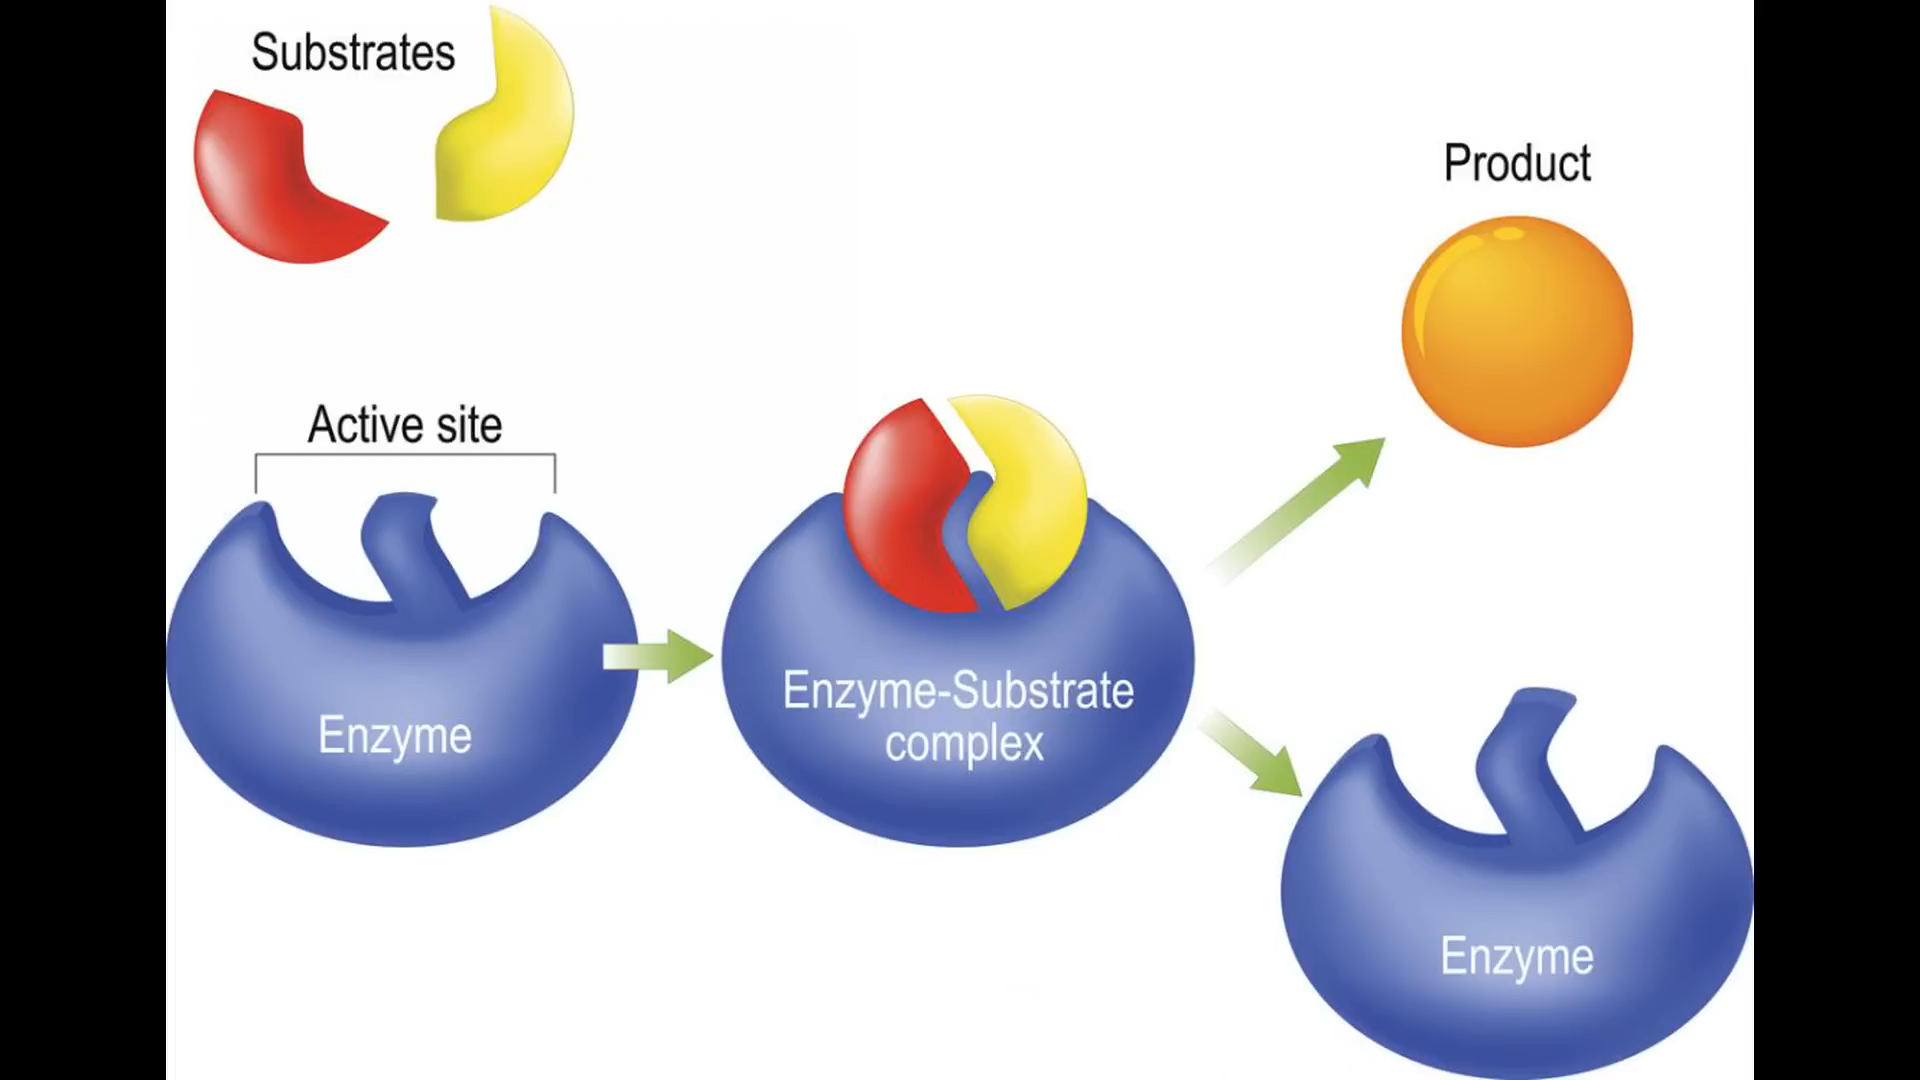 Substrates
Product
Active site
Enzyme
Enzyme-Substrate
complex
Enzyme